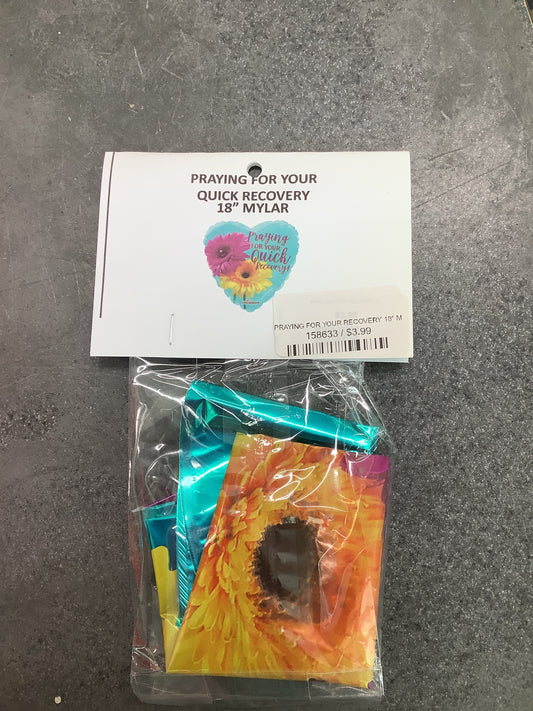 PRAYING FOR YOUR
QUICK RECOVERY
18" MYLAR
Praying
FOR YOUR
Quick
Recovery!
PRAYING FOR YOUR RECOVERY 18" M
158633 / $3.99